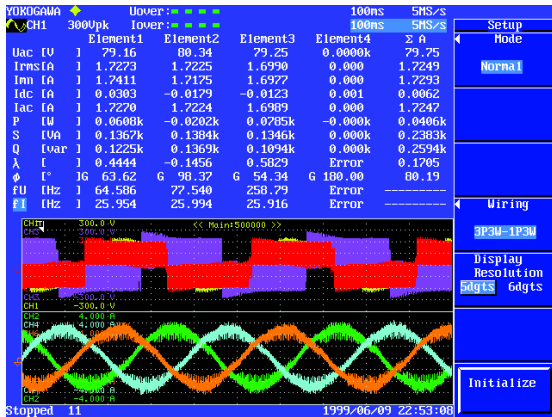 YOKOGAWA Uover: 100ms 5MS/s
CH1 300Vpk Iover: 100ms 5MS/s
Setup
Mode
Normal
Element1 Element2 Element3 Element4 Σ A
Uac [V ] 79.16 80.34 79.25 0.0000k 79.75
Irms[A ] 1.7273 1.7225 1.6990 0.000 1.7249
Imn [A ] 1.7411 1.7175 1.6977 0.000 1.7293
Idc [A ] 0.0303 -0.0179 -0.0123 0.001 0.0062
Iac [A ] 1.7270 1.7224 1.6989 0.000 1.7247
P [W ] 0.0608k -0.0202k 0.0785k -0.000k 0.0406k
S [VA ] 0.1367k 0.1384k 0.1346k 0.000k 0.2383k
Q [var ] 0.1225k 0.1369k 0.1094k 0.000k 0.2594k
λ [ ] 0.4444 -0.1456 0.5829 Error 0.1705
φ [° ]G 63.62 G 98.37 G 54.34 G 180.00 80.19
fU [Hz ] 64.586 77.540 258.79 Error ---------
fI [Hz ] 25.954 25.994 25.916 Error ---------
Wiring
3P3W-1P3W
Display
Resolution
5dgts 6dgts
Initialize
CH1 300.0 V << Main:500000 >>
CH3 300.0 V
CH3 -300.0 V
CH1 -300.0 V
CH2 4.000 A
CH4 4.000 A
CH2 -4.000 A
Stopped 11 1999/06/09 22:53:08